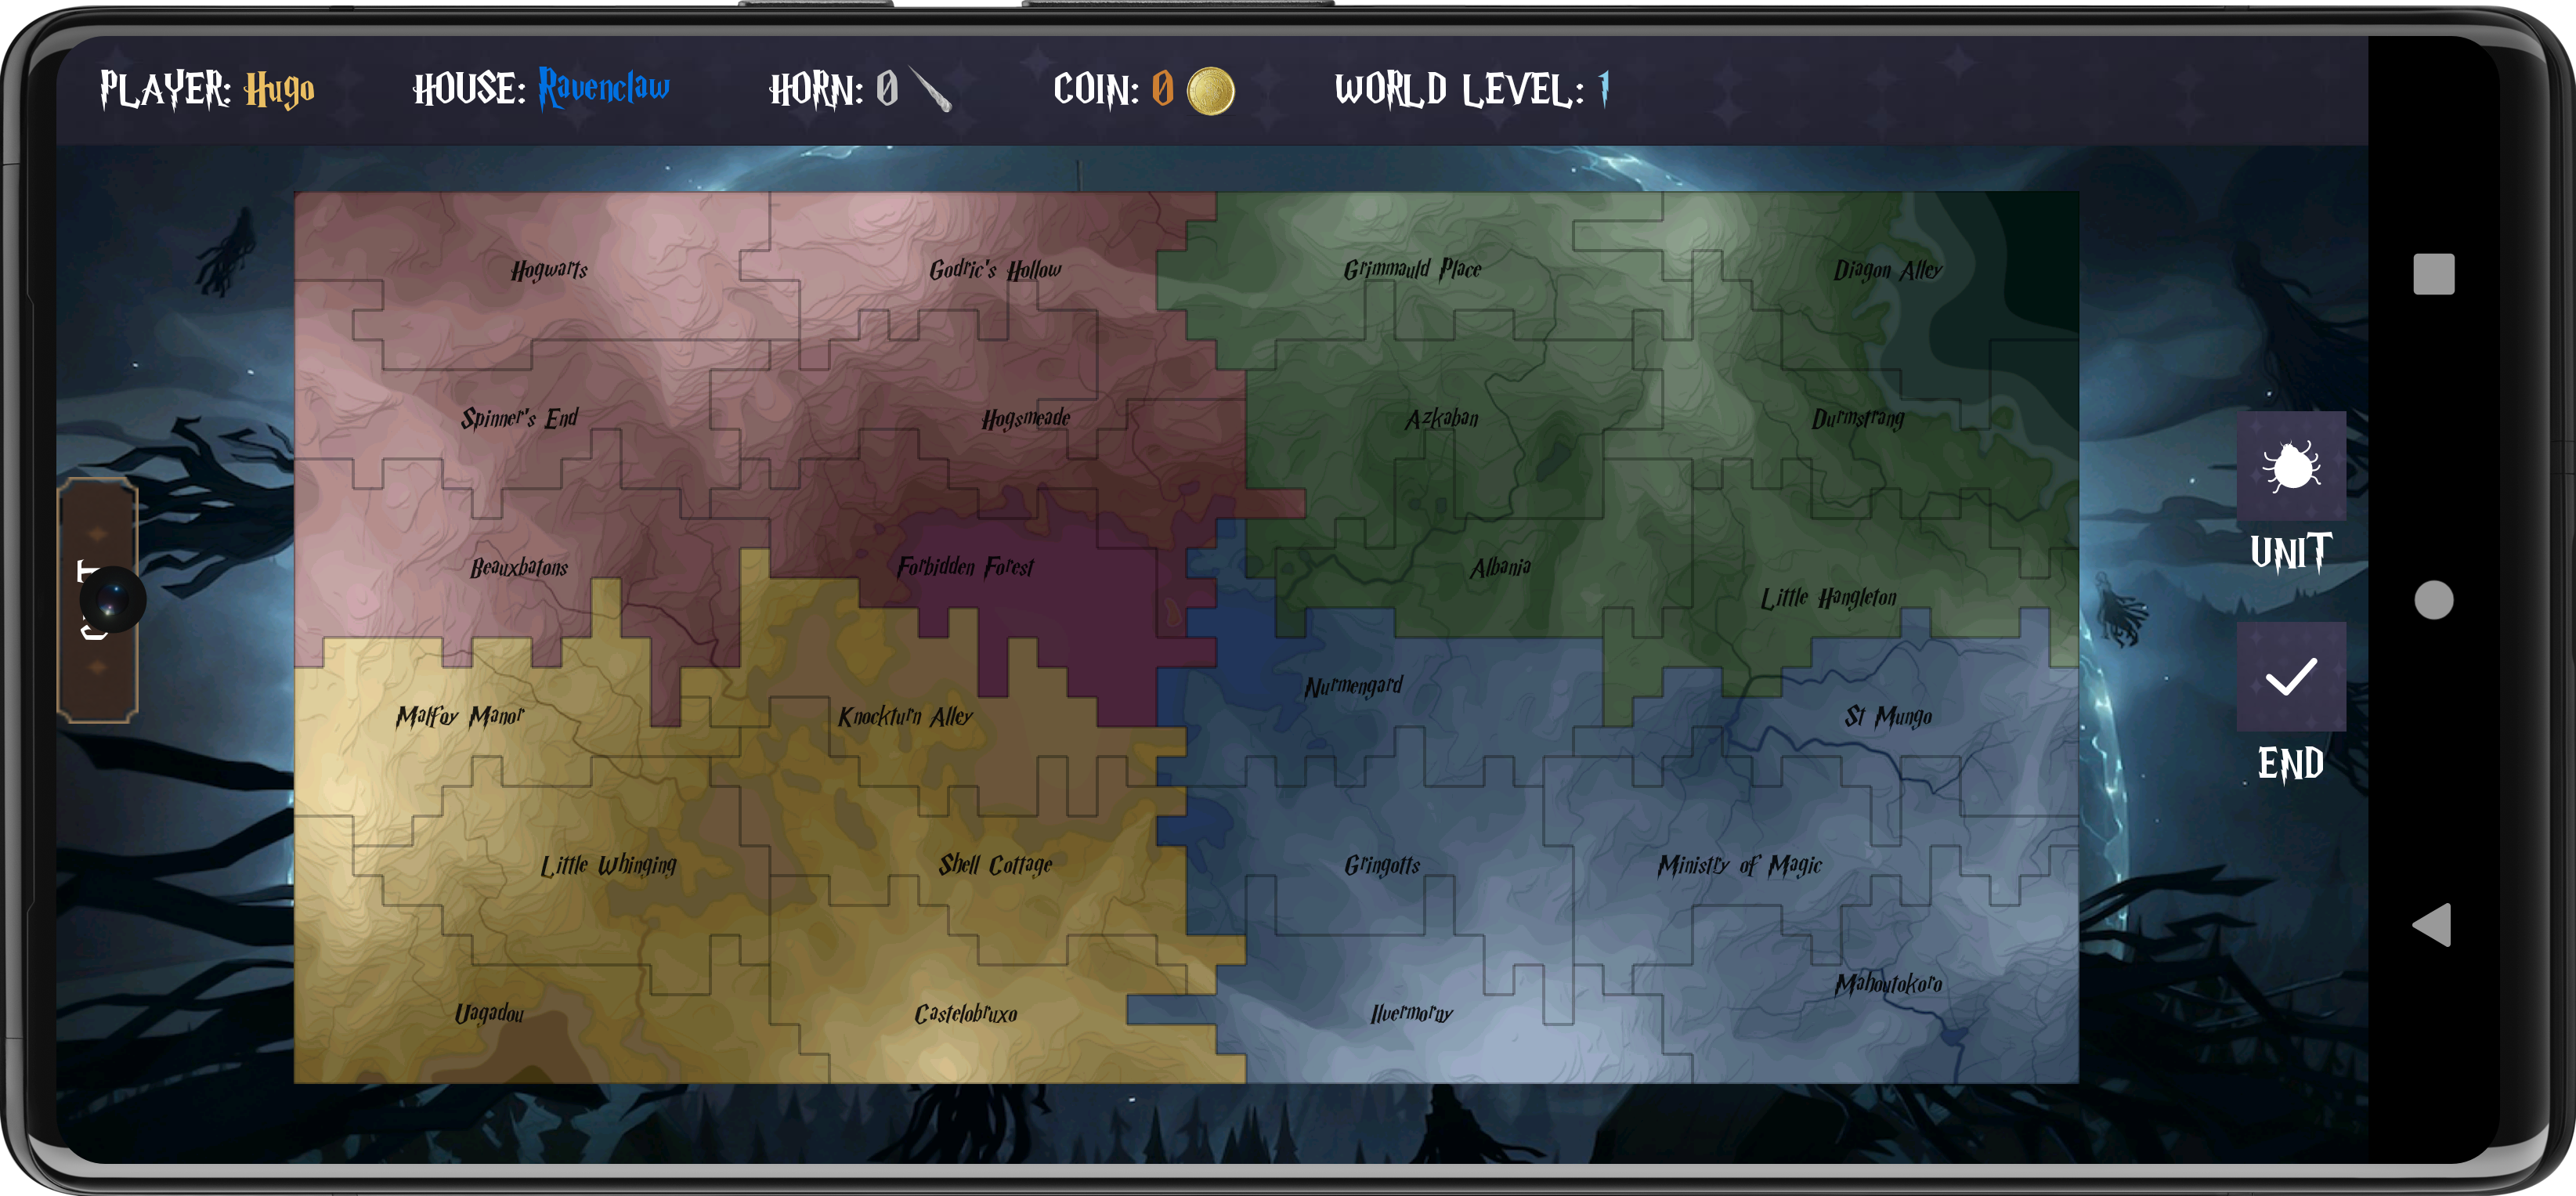 PLAYER: Hugo HOUSE: Ravenclaw HORN: 0 COIN: 0 WORLD LEVEL: 1
Hogwarts Godric's Hollow Grimmauld Place Diagon Alley
Spinner's End Hogsmeade Azkaban Durmstrang
Beauxbatons Forbidden Forest Albania Little Hangleton
UNIT
Malfoy Manor Knockturn Alley Nurmengard St Mungo
END
Little Whinging Shell Cottage Gringotts Ministry of Magic
Uagadou Castelobruxo Ilvermorny Mahoutokoro